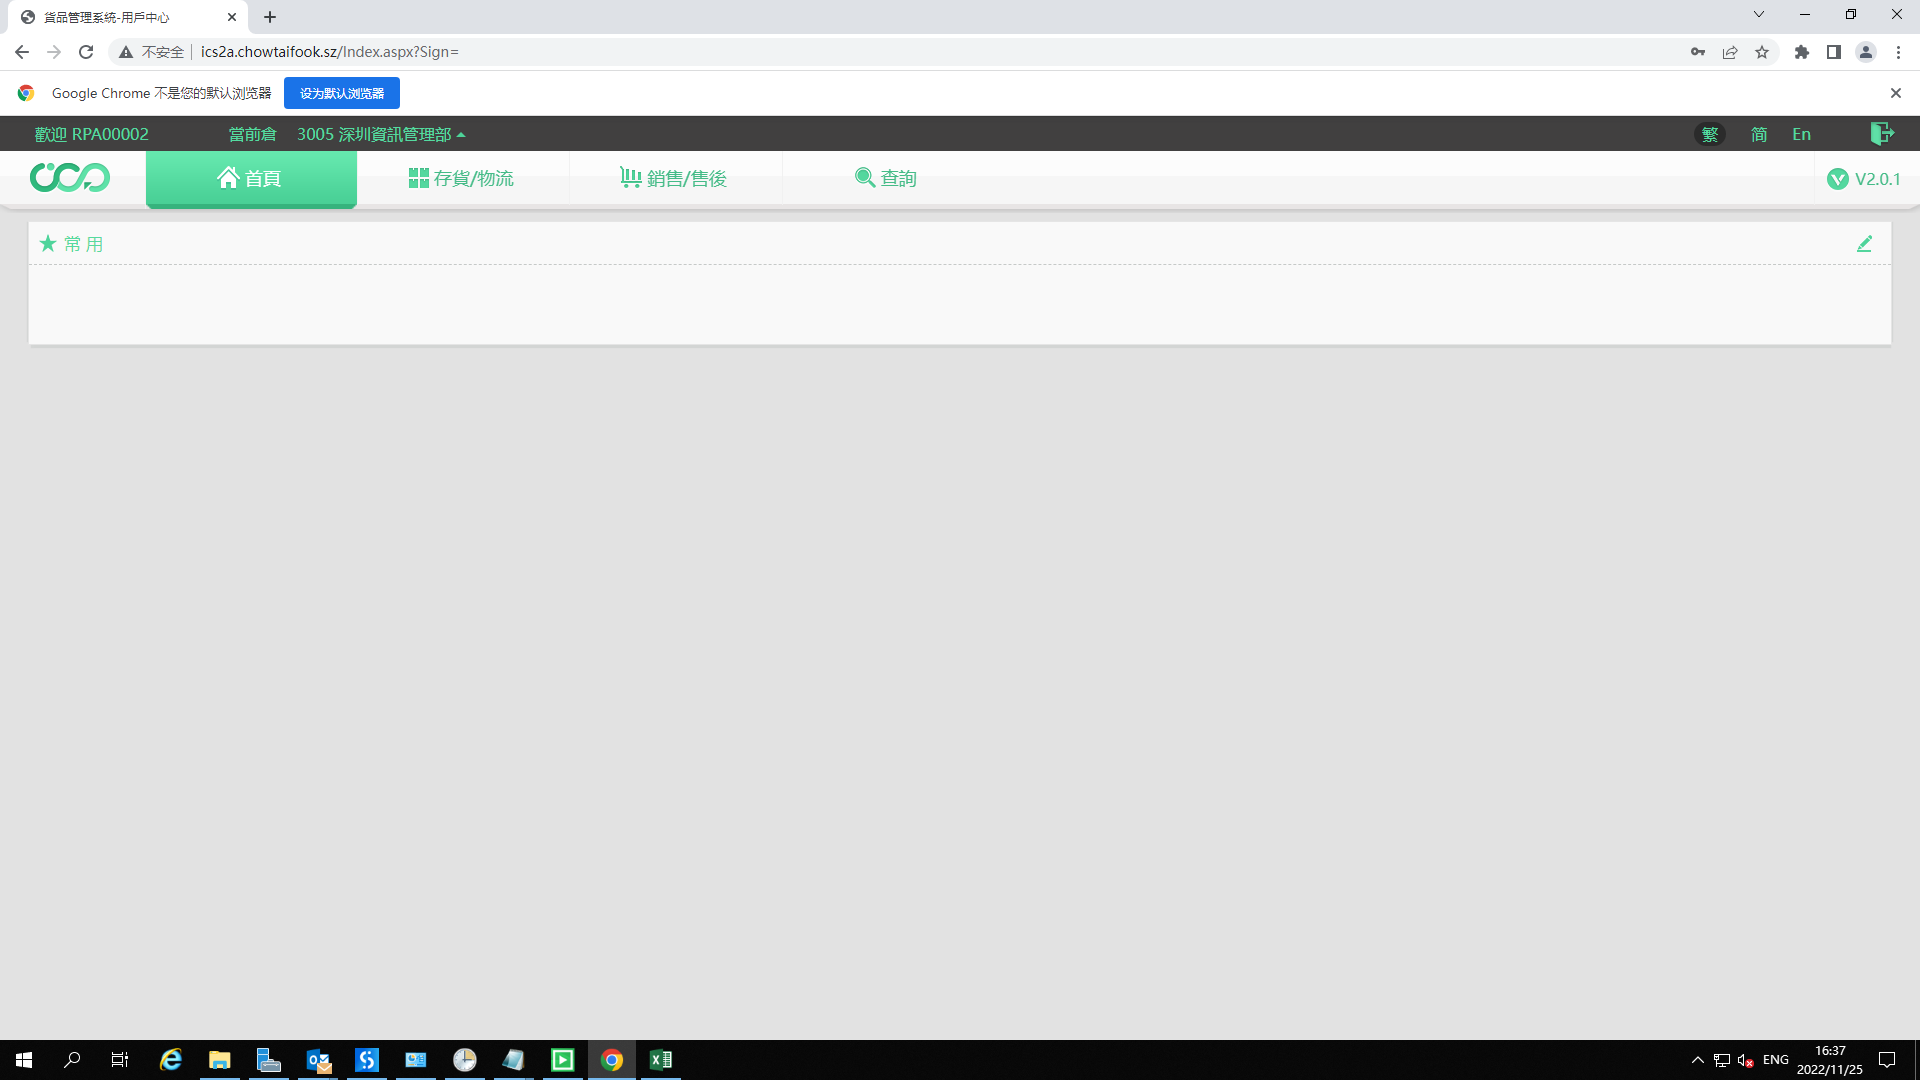 貨品管理系統-用戶中心
不安全 ics2a.chowtaifook.sz/Index.aspx?Sign=
Google Chrome 不是您的默认浏览器 设为默认浏览器
歡迎 RPA00002 當前倉 3005 深圳資訊管理部 繁 简 En
首頁 存貨/物流 銷售/售後 查詢 V2.0.1
常 用
ENG 16:37
2022/11/25